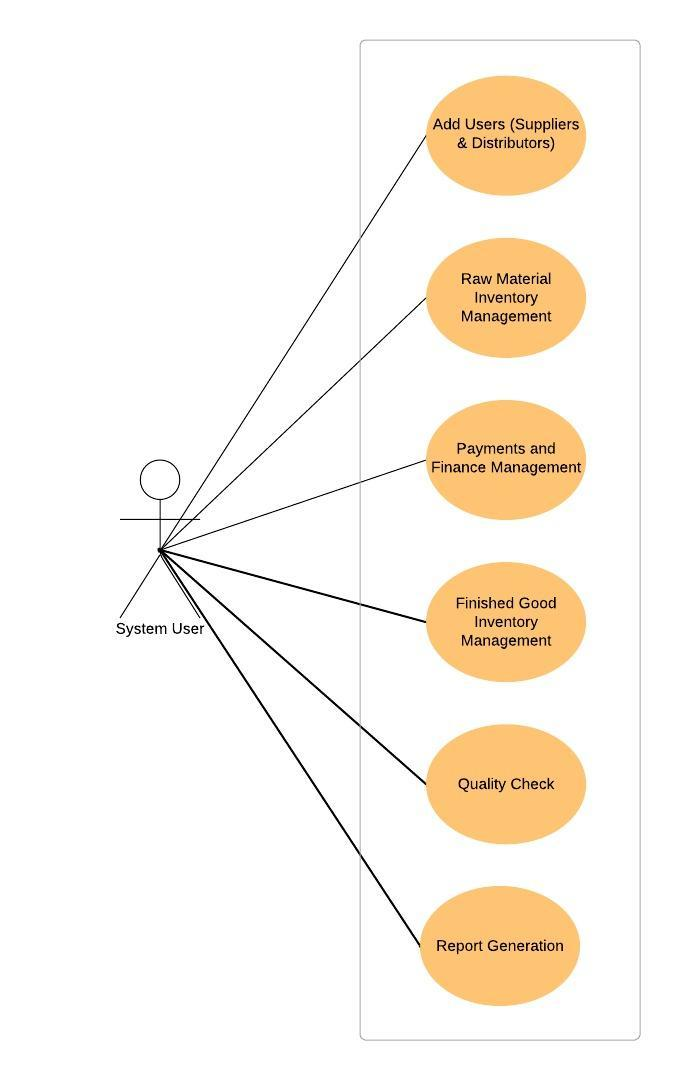 Add Users (Suppliers
& Distributors)
Raw Material
Inventory
Management
Payments and
Finance Management
Finished Good
Inventory
Management
System User
Quality Check
Report Generation